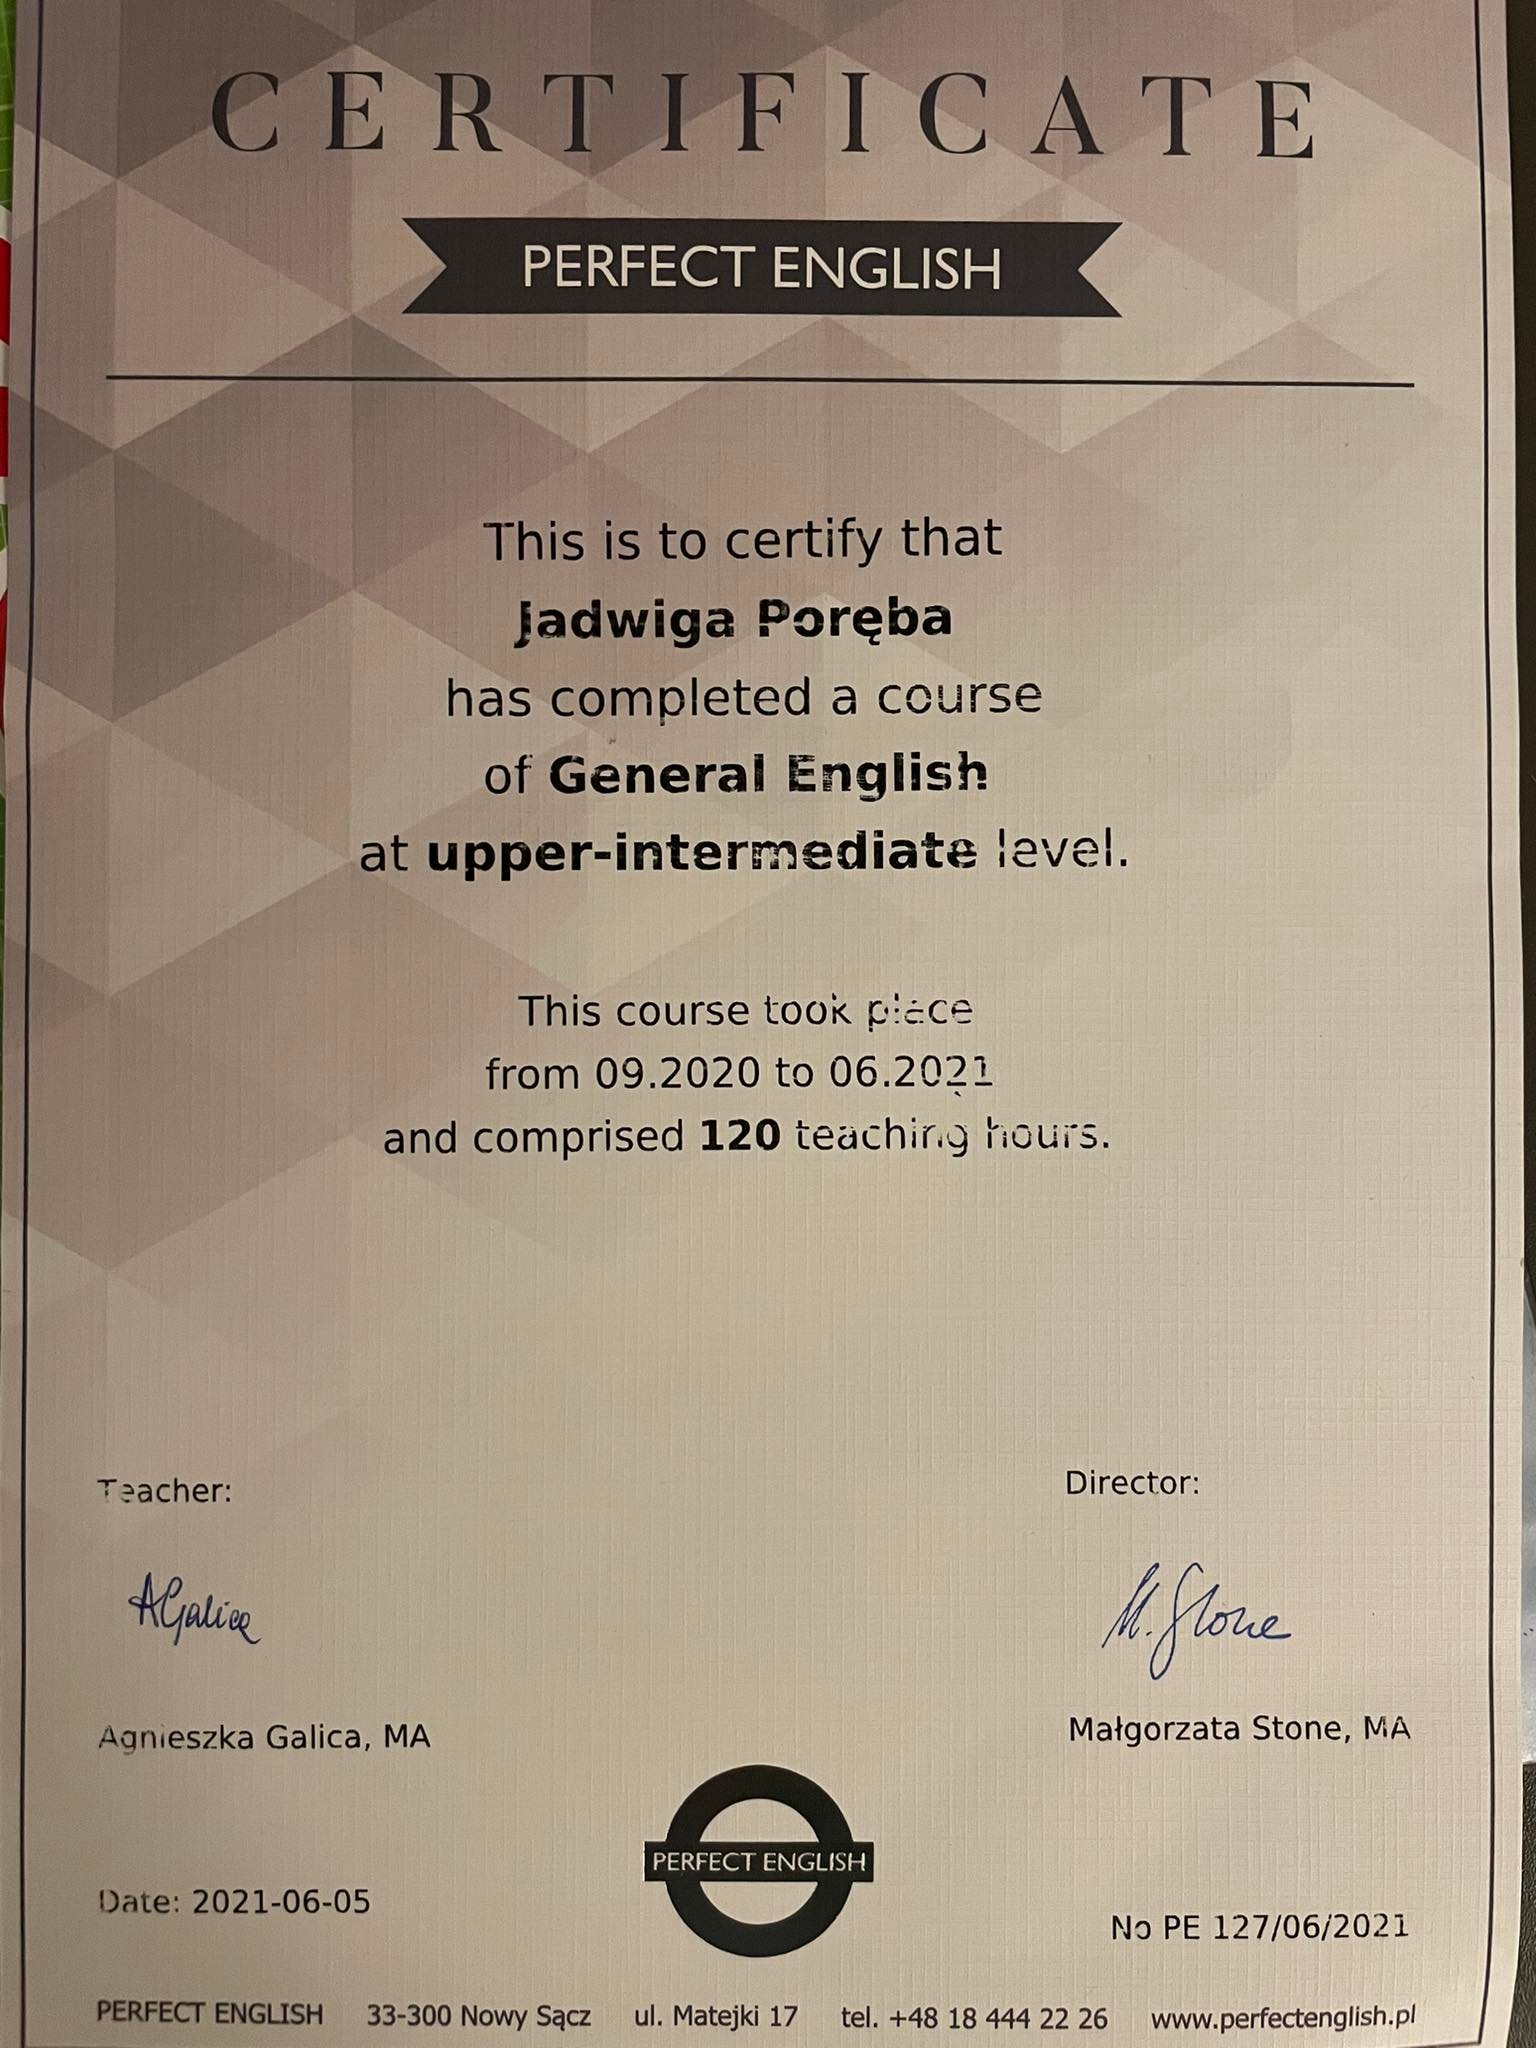 CERTIFICATE
PERFECT ENGLISH
This is to certify that
Jadwiga Poręba
has completed a course
of General English
at upper-intermediate level.
This course took place
from 09.2020 to 06.2021
and comprised 120 teaching hours.
Teacher:
Director:
AGalica
M. Stone
Agnieszka Galica, MA
Małgorzata Stone, MA
PERFECT ENGLISH
Date: 2021-06-05
No PE 127/06/2021
PERFECT ENGLISH 33-300 Nowy Sącz ul. Matejki 17 tel. +48 18 444 22 26 www.perfectenglish.pl